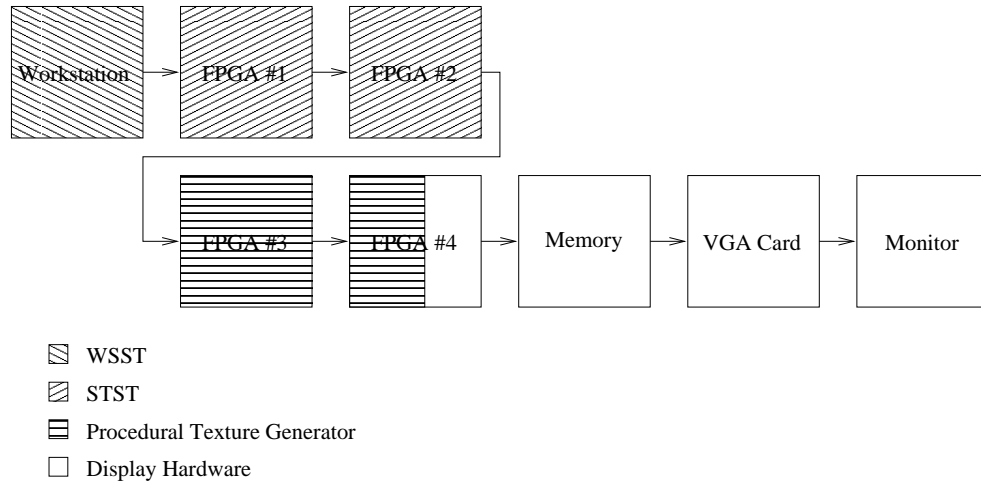 Workstation
FPGA #1
FPGA #2
FPGA #3
FPGA #4
Memory
VGA Card
Monitor
WSST
STST
Procedural Texture Generator
Display Hardware